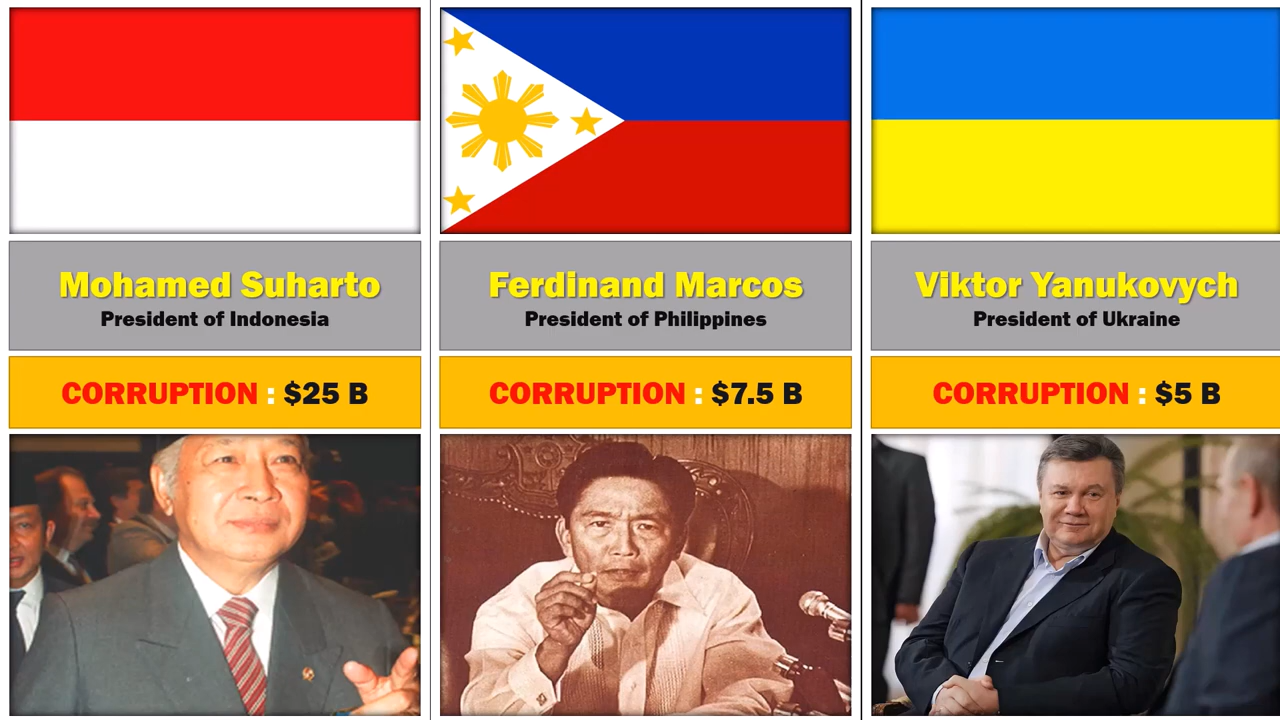 Mohamed Suharto
President of Indonesia
CORRUPTION : $25 B
Ferdinand Marcos
President of Philippines
CORRUPTION : $7.5 B
Viktor Yanukovych
President of Ukraine
CORRUPTION : $5 B